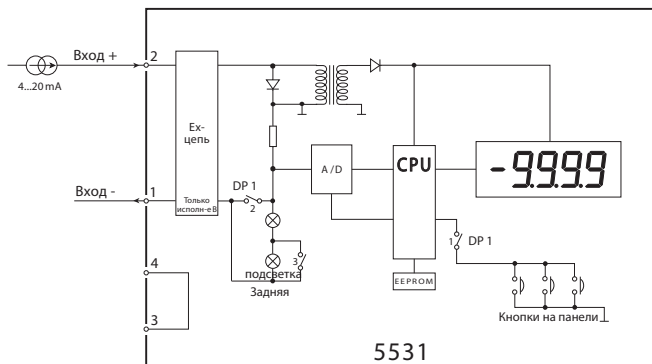 Вход +
2
4...20 mA
Ex-
цепь
Только
исполн-е В
Вход -
1
DP 1
2
A/D
CPU
-9.9.9.9
3
подсветка
Задняя
EEPROM
1
DP 1
4
3
Кнопки на панели
5531